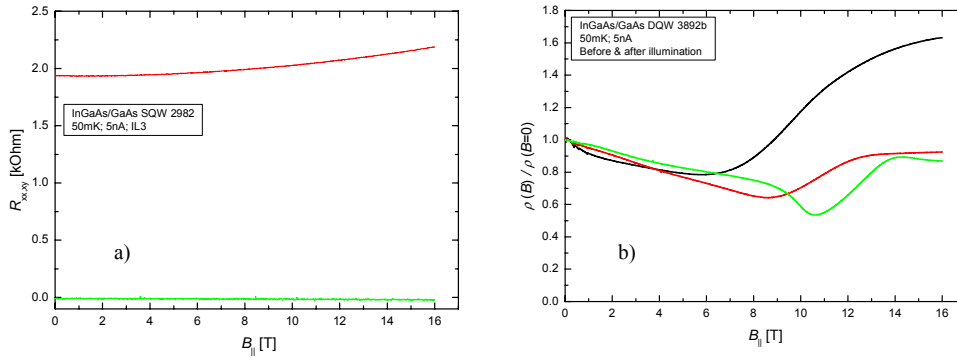 2.5
2.0
1.5
1.0
0.5
0.0
R xx,xy [kOhm]
InGaAs/GaAs SQW 2982
50mK; 5nA; IL3
a)
0 2 4 6 8 10 12 14 16
B|| [T]
1.8
1.6
1.4
1.2
1.0
0.8
0.6
0.4
0.2
0.0
ρ (B) / ρ (B=0)
InGaAs/GaAs DQW 3892b
50mK; 5nA
Before & after illumination
b)
0 2 4 6 8 10 12 14 16
B|| [T]